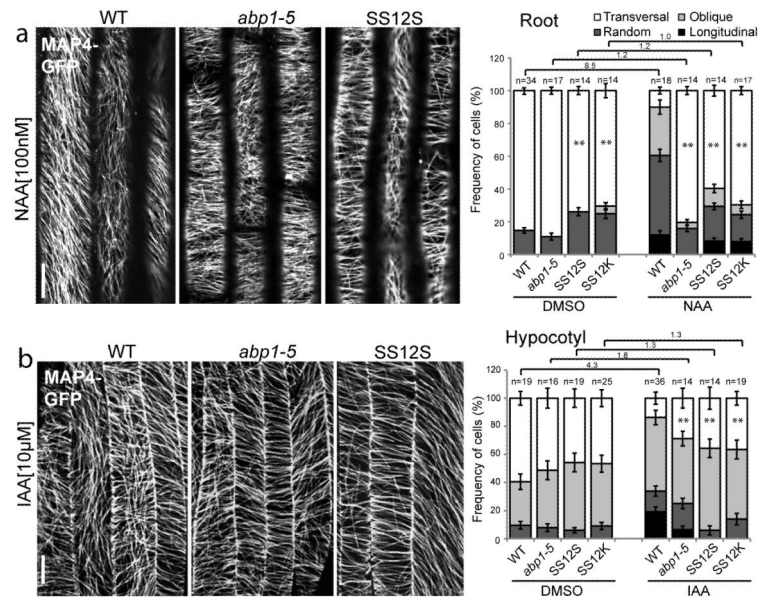 a
WT
abp1-5
SS12S
MAP4-
GFP
NAA[100nM]
Root
Transversal
Oblique
Random
Longitudinal
1.0
1.2
1.2
8.5
n=34 n=17 n=14 n=14
n=18 n=14 n=14 n=17
Frequency of cells (%)
120
100
80
60
40
20
0
** **
** ** **
WT abp1-5 SS12S SS12K
WT abp1-5 SS12S SS12K
DMSO
NAA
b
WT
abp1-5
SS12S
MAP4-
GFP
IAA[10µM]
Hypocotyl
1.3
1.3
1.8
4.3
n=19 n=16 n=19 n=25
n=36 n=14 n=14 n=19
Frequency of cells (%)
120
100
80
60
40
20
0
** ** **
WT abp1-5 SS12S SS12K
WT abp1-5 SS12S SS12K
DMSO
IAA